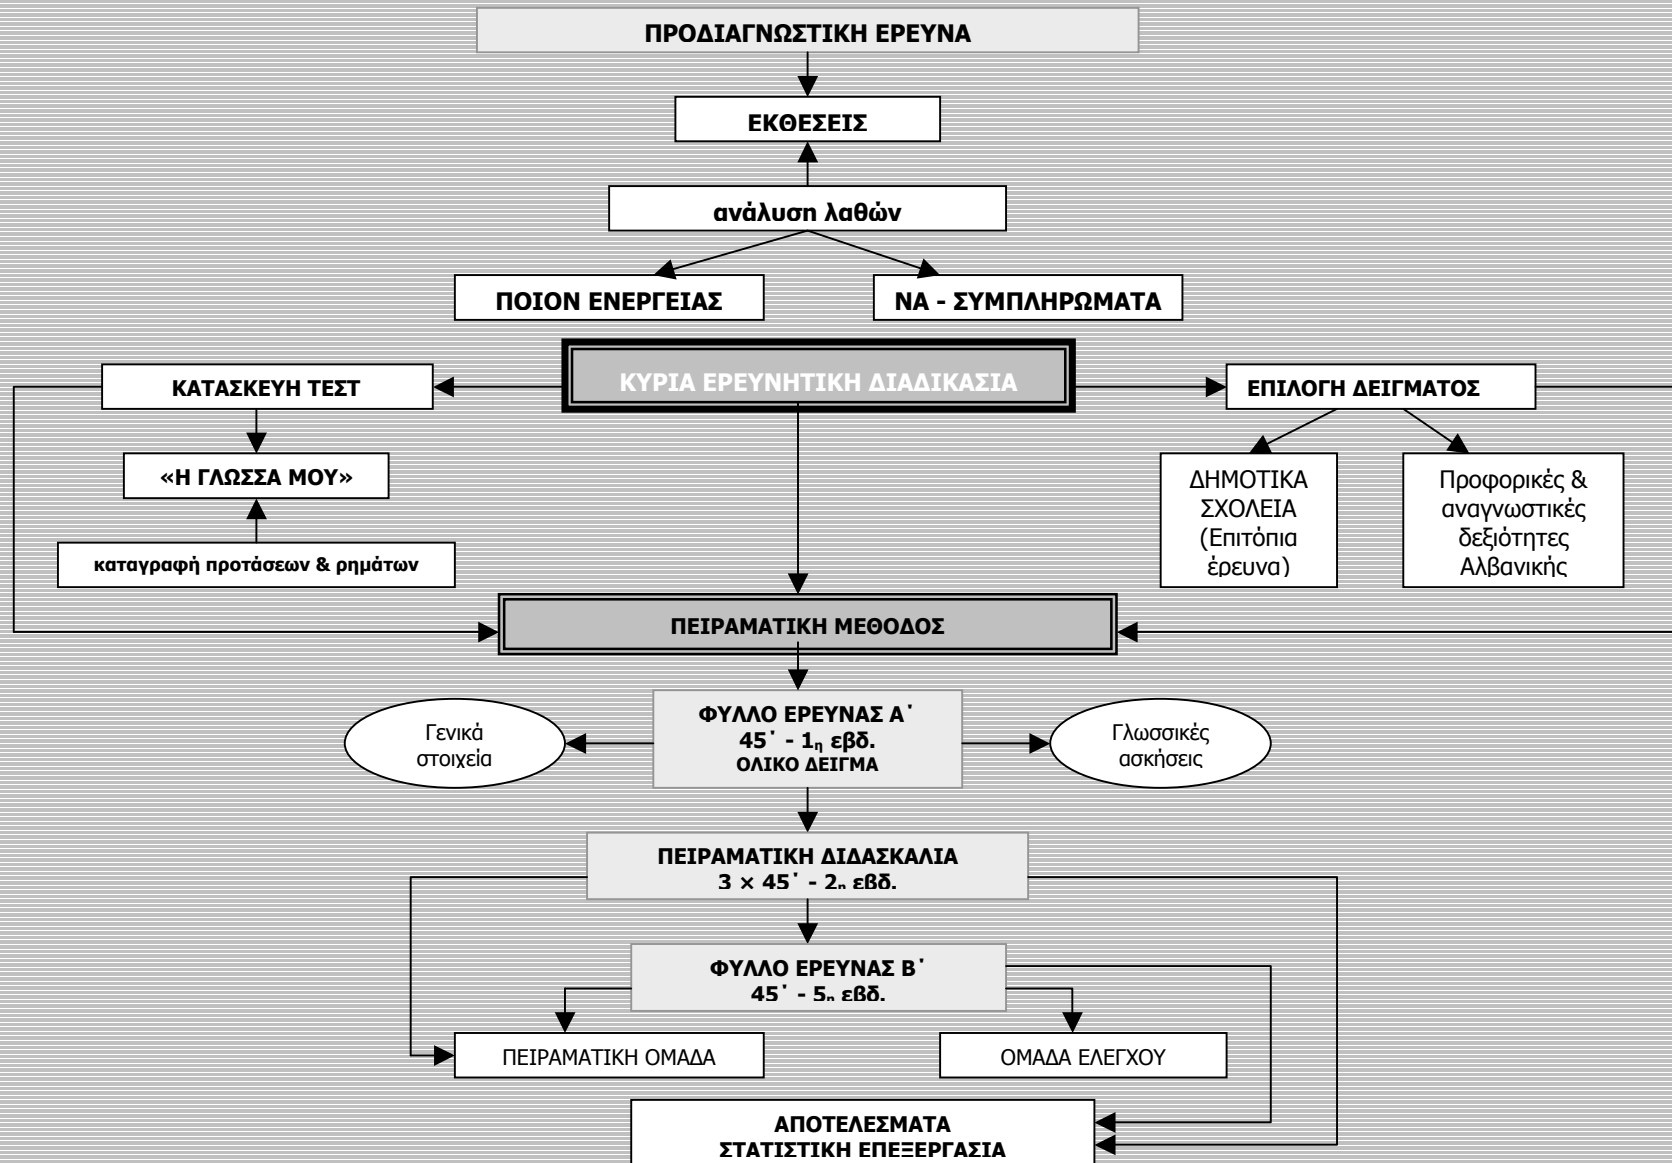 ΠΡΟΔΙΑΓΝΩΣΤΙΚΗ ΕΡΕΥΝΑ
ΕΚΘΕΣΕΙΣ
ανάλυση λαθών
ΠΟΙΟΝ ΕΝΕΡΓΕΙΑΣ
ΝΑ - ΣΥΜΠΛΗΡΩΜΑΤΑ
ΚΥΡΙΑ ΕΡΕΥΝΗΤΙΚΗ ΔΙΑΔΙΚΑΣΙΑ
ΚΑΤΑΣΚΕΥΗ ΤΕΣΤ
ΕΠΙΛΟΓΗ ΔΕΙΓΜΑΤΟΣ
«Η ΓΛΩΣΣΑ ΜΟΥ»
καταγραφή προτάσεων & ρημάτων
ΔΗΜΟΤΙΚΑ
ΣΧΟΛΕΙΑ
(Επιτόπια
έρευνα)
Προφορικές &
αναγνωστικές
δεξιότητες
Αλβανικής
ΠΕΙΡΑΜΑΤΙΚΗ ΜΕΘΟΔΟΣ
ΦΥΛΛΟ ΕΡΕΥΝΑΣ Α΄
45΄ - 1η εβδ.
ΟΛΙΚΟ ΔΕΙΓΜΑ
Γενικά
στοιχεία
Γλωσσικές
ασκήσεις
ΠΕΙΡΑΜΑΤΙΚΗ ΔΙΔΑΣΚΑΛΙΑ
3 × 45΄ - 2η εβδ.
ΦΥΛΛΟ ΕΡΕΥΝΑΣ Β΄
45΄ - 5η εβδ.
ΠΕΙΡΑΜΑΤΙΚΗ ΟΜΑΔΑ
ΟΜΑΔΑ ΕΛΕΓΧΟΥ
ΑΠΟΤΕΛΕΣΜΑΤΑ
ΣΤΑΤΙΣΤΙΚΗ ΕΠΕΞΕΡΓΑΣΙΑ